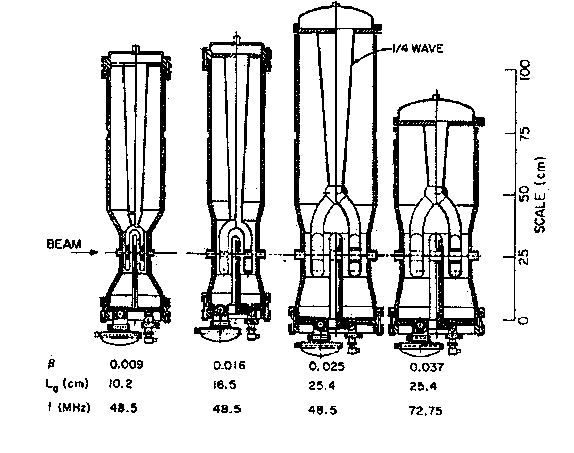 1/4 WAVE
100
75
50
25
0
SCALE (cm)
BEAM
β 0.009 0.016 0.025 0.037
Lg (cm) 10.2 16.5 25.4 25.4
f (MHz) 48.5 48.5 48.5 72.75